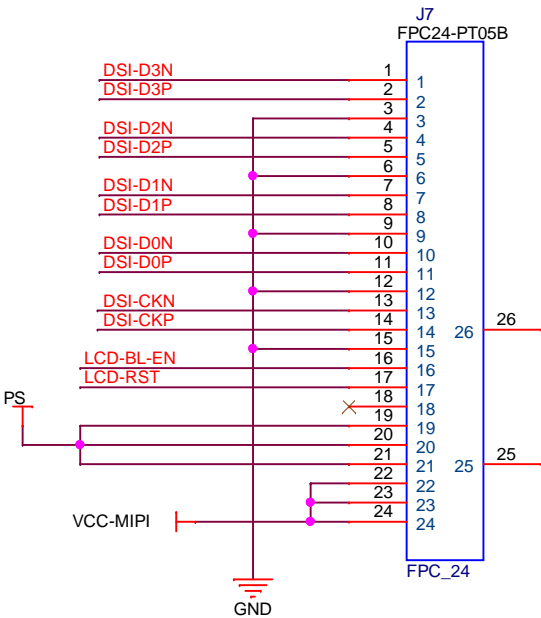 J7
FPC24-PT05B
DSI-D3N 1 1
DSI-D3P 2 2
3 3
DSI-D2N 4 4
DSI-D2P 5 5
6 6
DSI-D1N 7 7
DSI-D1P 8 8
9 9
DSI-D0N 10 10
DSI-D0P 11 11
12 12
DSI-CKN 13 13
DSI-CKP 14 14 26 26
15 15
LCD-BL-EN 16 16
LCD-RST 17 17
18 18
PS 19 19
20 20
21 21 25 25
22 22
23 23
VCC-MIPI 24 24
FPC_24
GND